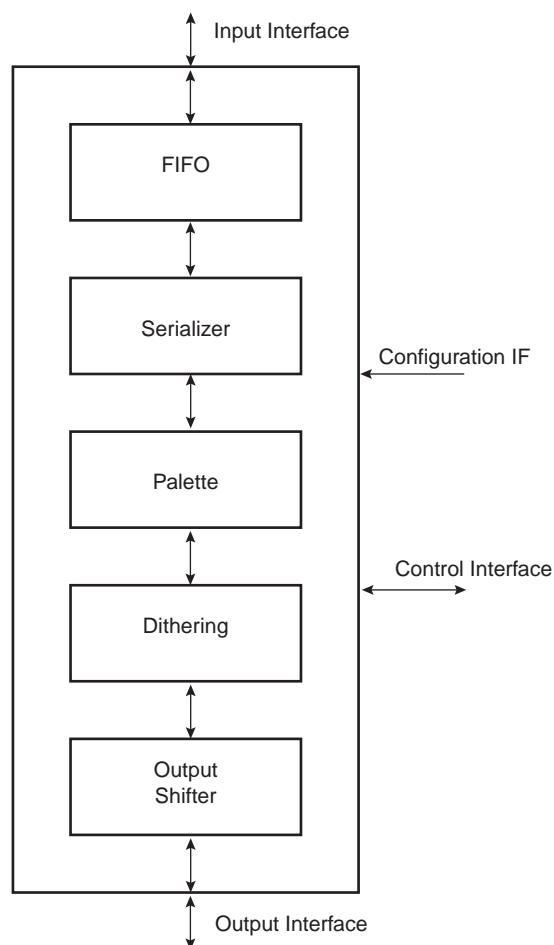 Input Interface
FIFO
Serializer
Configuration IF
Palette
Control Interface
Dithering
Output
Shifter
Output Interface